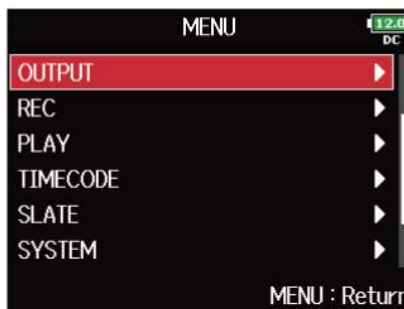 MENU
12.0
DC
OUTPUT
REC
PLAY
TIMECODE
SLATE
SYSTEM
MENU : Return